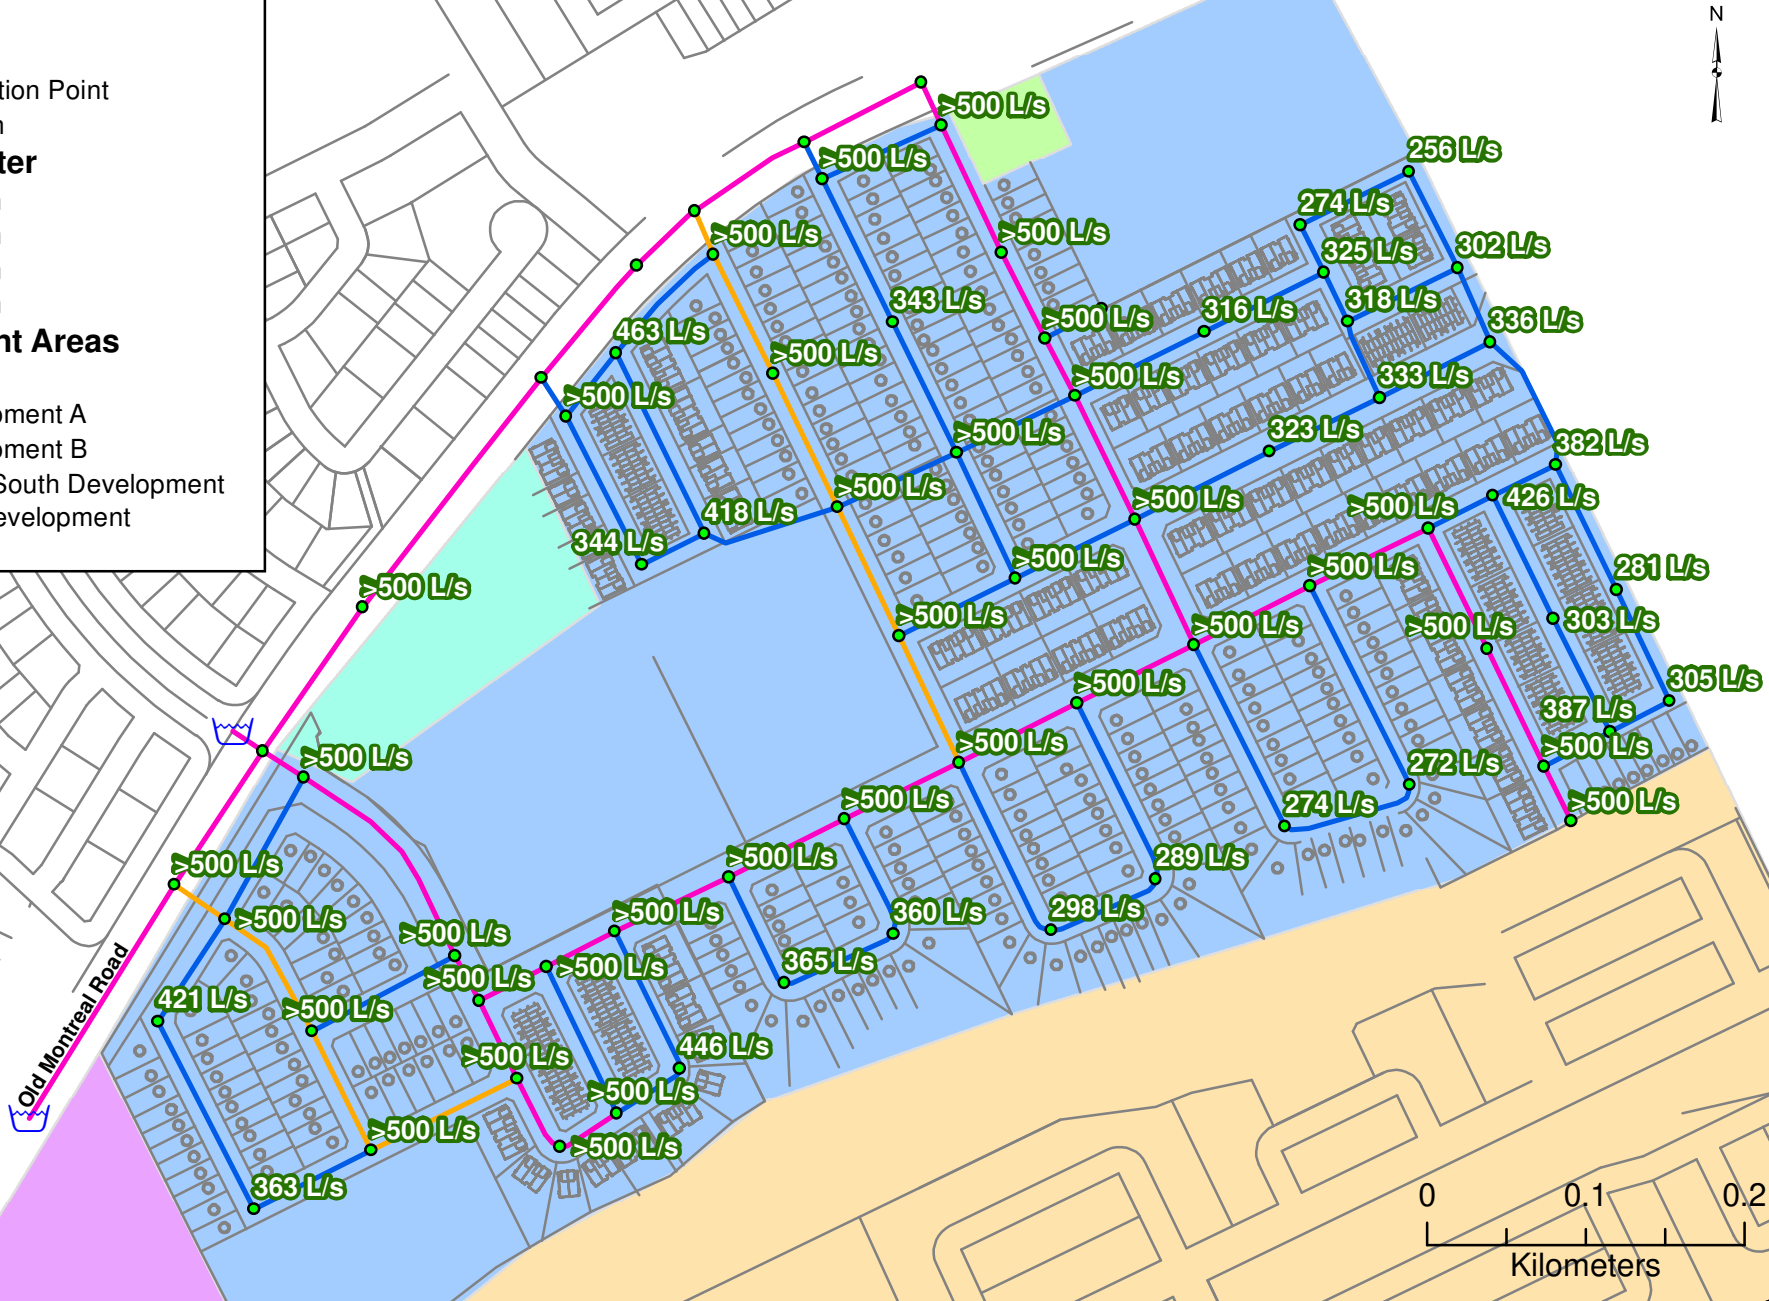 tion Point
ter
nt Areas
pment A
pment B
South Development
evelopment
N
>500 L/s
>500 L/s
256 L/s
274 L/s
>500 L/s
>500 L/s
302 L/s
325 L/s
343 L/s
318 L/s
316 L/s
>500 L/s
336 L/s
463 L/s
>500 L/s
>500 L/s
333 L/s
>500 L/s
323 L/s
>500 L/s
382 L/s
>500 L/s
>500 L/s
426 L/s
>500 L/s
418 L/s
344 L/s
>500 L/s
>500 L/s
281 L/s
>500 L/s
>500 L/s
303 L/s
>500 L/s
>500 L/s
>500 L/s
305 L/s
387 L/s
>500 L/s
>500 L/s
>500 L/s
272 L/s
>500 L/s
274 L/s
>500 L/s
>500 L/s
289 L/s
>500 L/s
298 L/s
360 L/s
>500 L/s
>500 L/s
>500 L/s
365 L/s
>500 L/s
>500 L/s
421 L/s
>500 L/s
Old Montreal Road
446 L/s
>500 L/s
>500 L/s
>500 L/s
>500 L/s
363 L/s
0 0.1 0.2
Kilometers